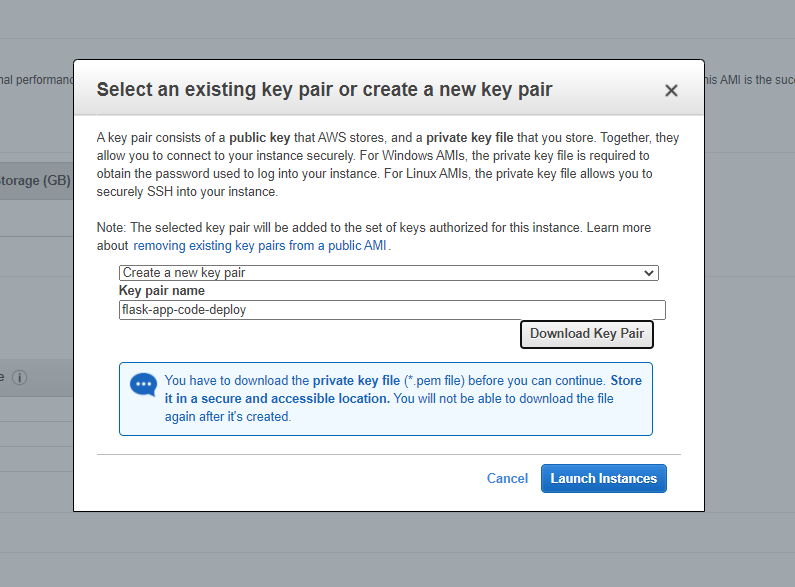 Select an existing key pair or create a new key pair
nal performanc
his AMI is the succ
A key pair consists of a public key that AWS stores, and a private key file that you store. Together, they
allow you to connect to your instance securely. For Windows AMIs, the private key file is required to
obtain the password used to log into your instance. For Linux AMIs, the private key file allows you to
securely SSH into your instance.
torage (GB)
Note: The selected key pair will be added to the set of keys authorized for this instance. Learn more
about removing existing key pairs from a public AMI.
Create a new key pair
Key pair name
flask-app-code-deploy
Download Key Pair
e
You have to download the private key file (*.pem file) before you can continue. Store
it in a secure and accessible location. You will not be able to download the file
again after it's created.
Cancel
Launch Instances